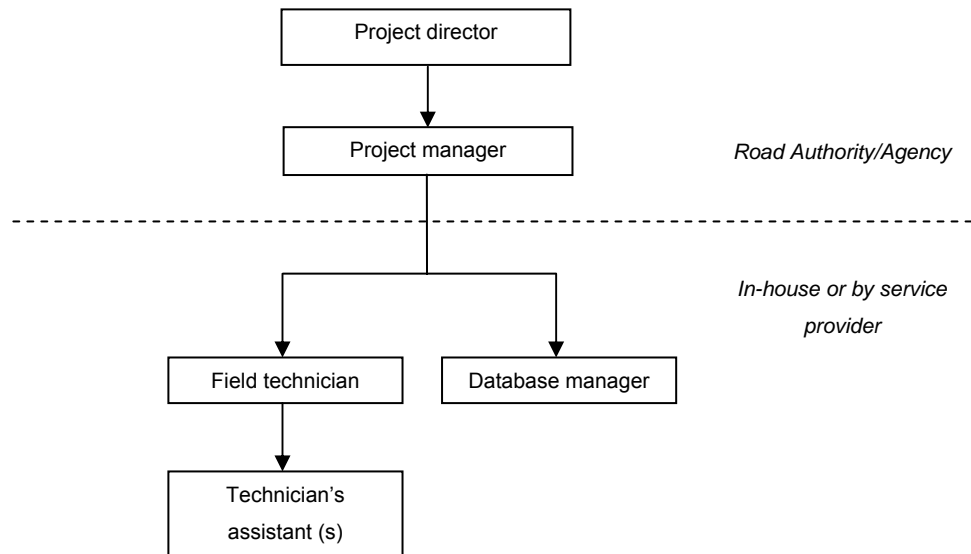 Project director
Project manager
Road Authority/Agency
In-house or by service
provider
Field technician
Database manager
Technician’s
assistant (s)